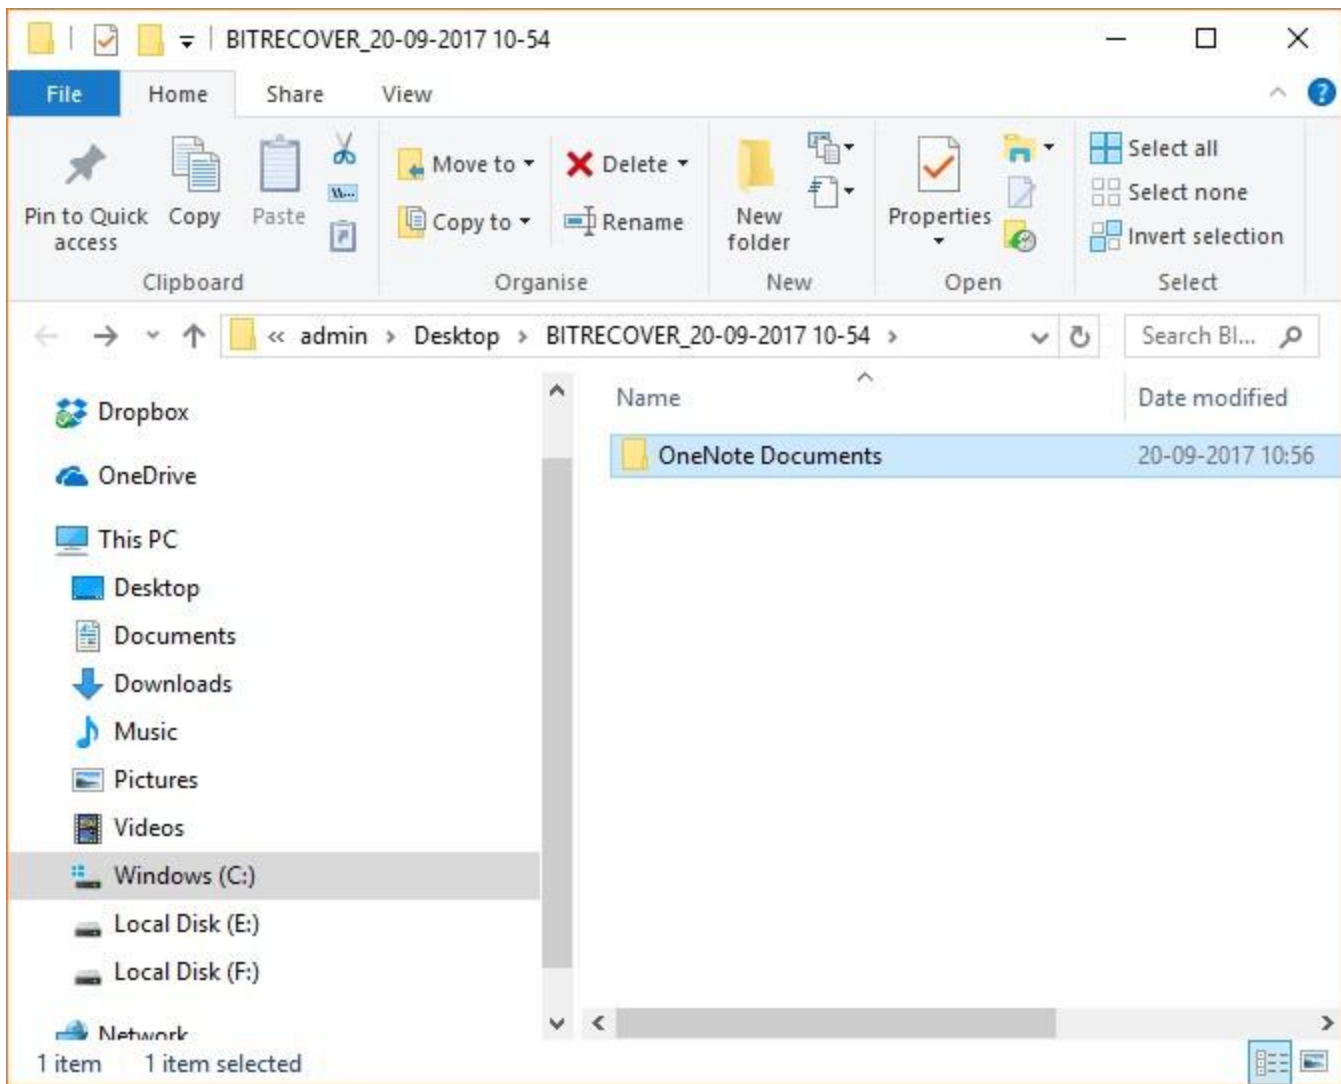 BITRECOVER_20-09-2017 10-54
File Home Share View
Pin to Quick access
Copy
Paste
Move to
Copy to
Delete
Rename
New folder
Properties
Select all
Select none
Invert selection
Clipboard Organise New Open Select
« admin > Desktop > BITRECOVER_20-09-2017 10-54 >
Search BI...
Dropbox
OneDrive
This PC
Desktop
Documents
Downloads
Music
Pictures
Videos
Windows (C:)
Local Disk (E:)
Local Disk (F:)
Network
Name Date modified
OneNote Documents 20-09-2017 10:56
1 item 1 item selected